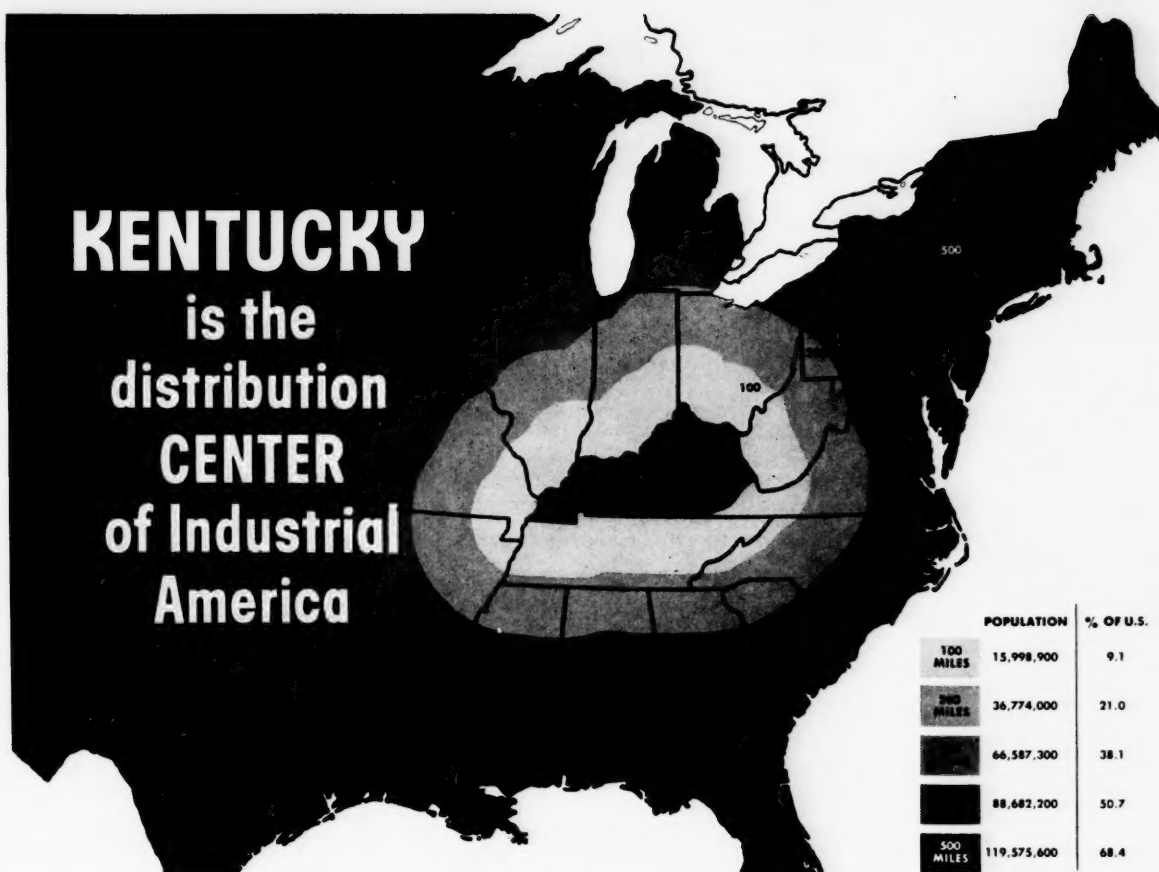 KENTUCKY
is the
distribution
CENTER
of Industrial
America
500
100
POPULATION % OF U.S.
100 MILES 15,998,900 9.1
200 MILES 36,774,000 21.0
66,587,300 38.1
88,682,200 50.7
500 MILES 119,575,600 68.4